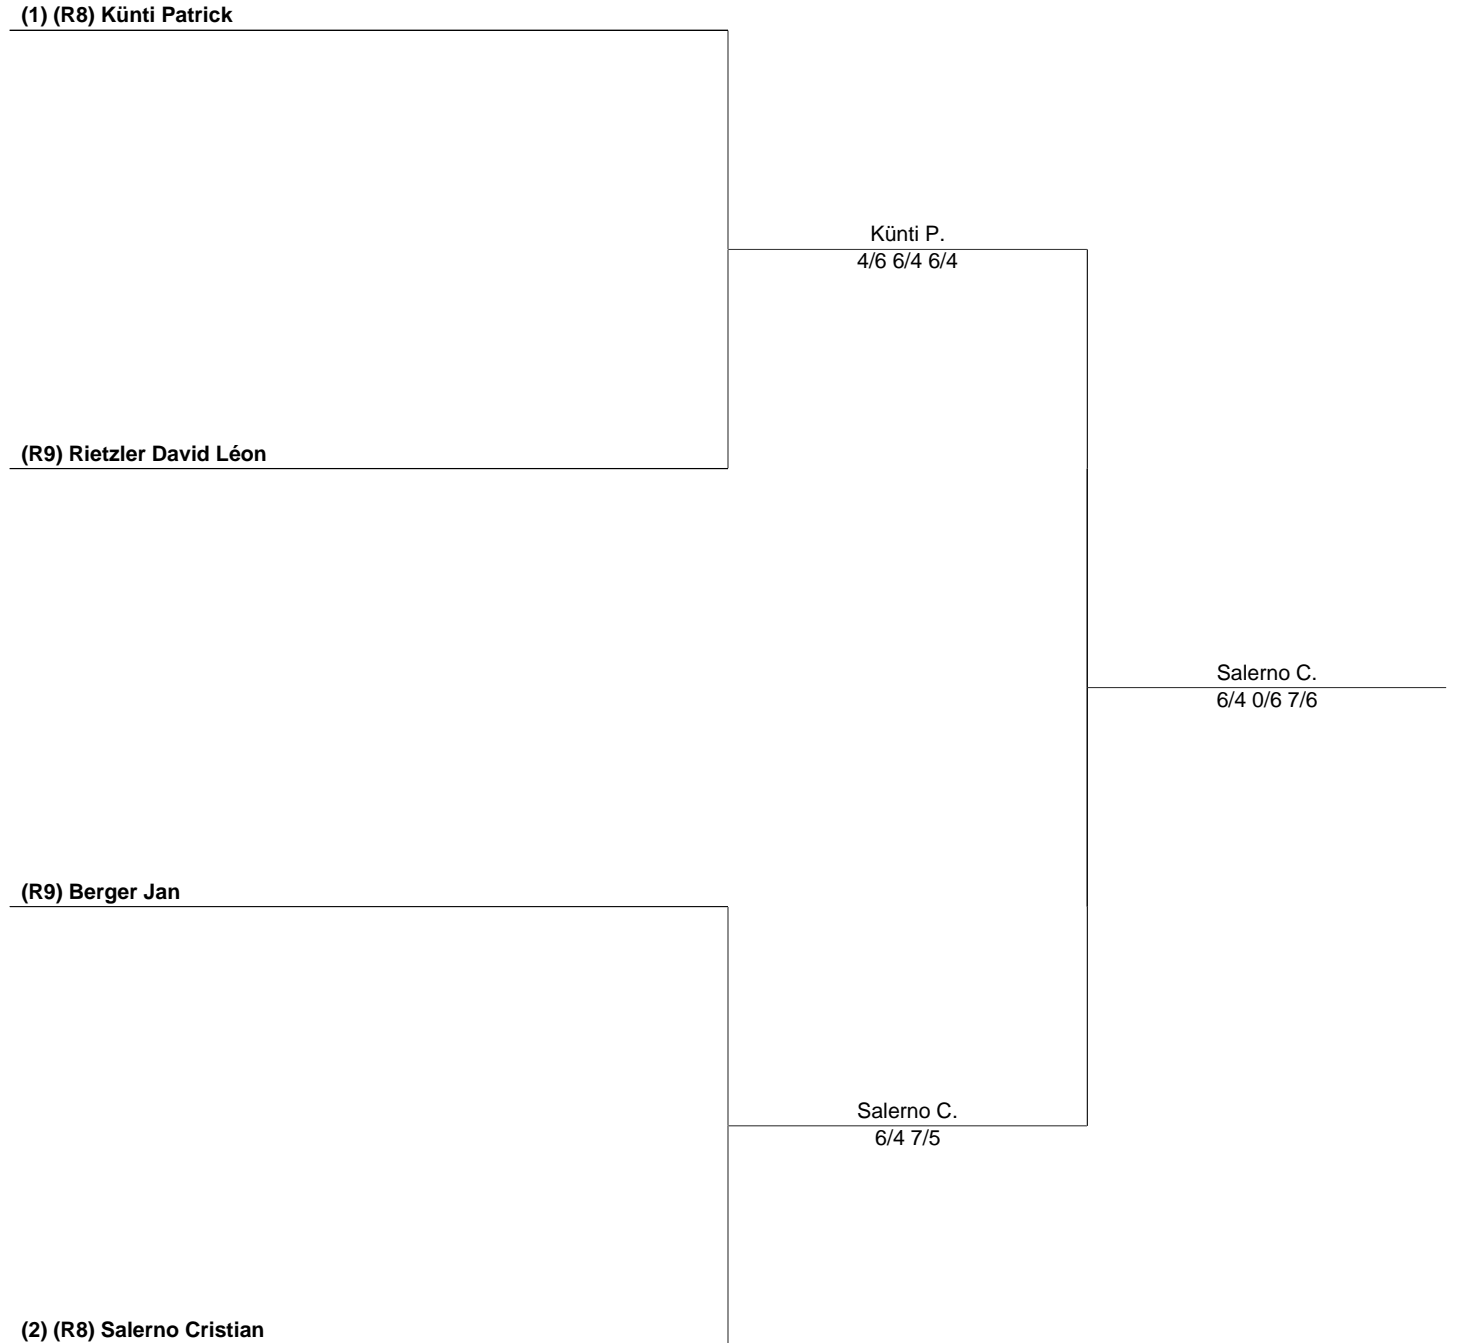 (1) (R8) Künti Patrick
Künti P.
4/6 6/4 6/4
(R9) Rietzler David Léon
Salerno C.
6/4 0/6 7/6
(R9) Berger Jan
Salerno C.
6/4 7/5
(2) (R8) Salerno Cristian